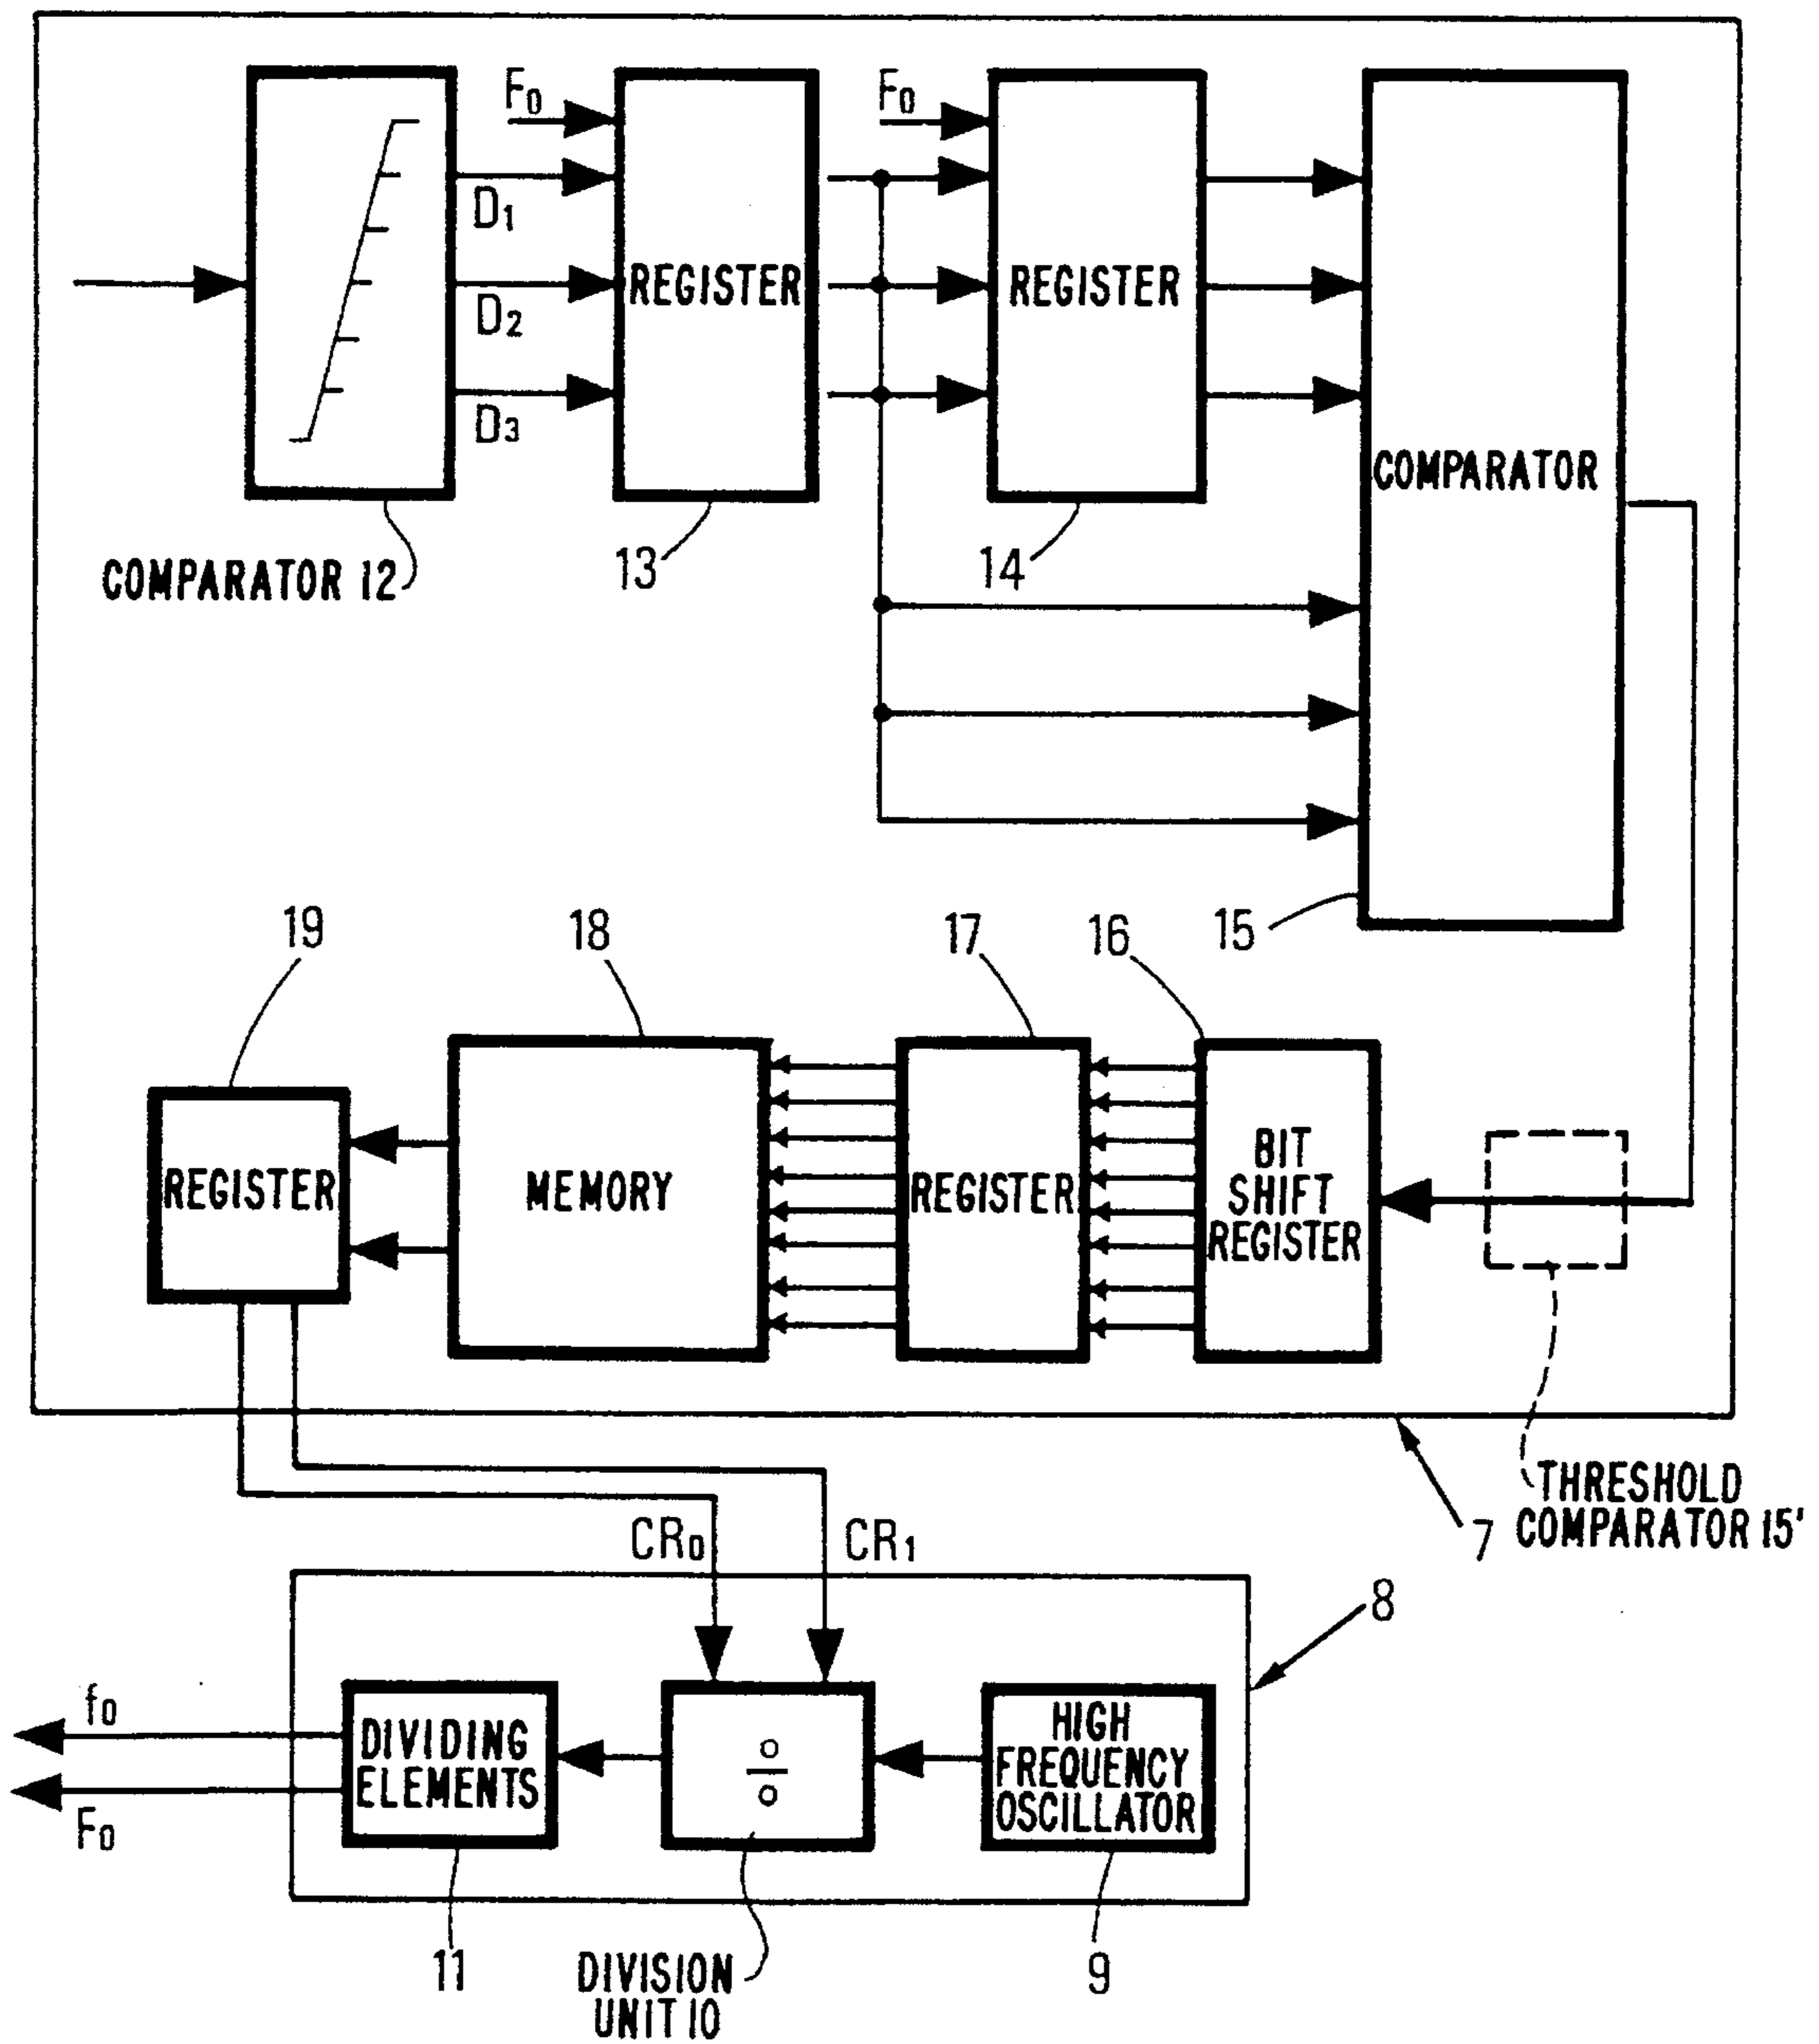 F0
F0
D1
D2
D3
REGISTER
REGISTER
COMPARATOR
COMPARATOR 12
13
14
15
19
18
17
16
REGISTER
MEMORY
REGISTER
BIT
SHIFT
REGISTER
THRESHOLD
COMPARATOR 15'
7
CR0
CR1
8
f0
F0
DIVIDING
ELEMENTS
÷
HIGH
FREQUENCY
OSCILLATOR
11
DIVISION
UNIT 10
9